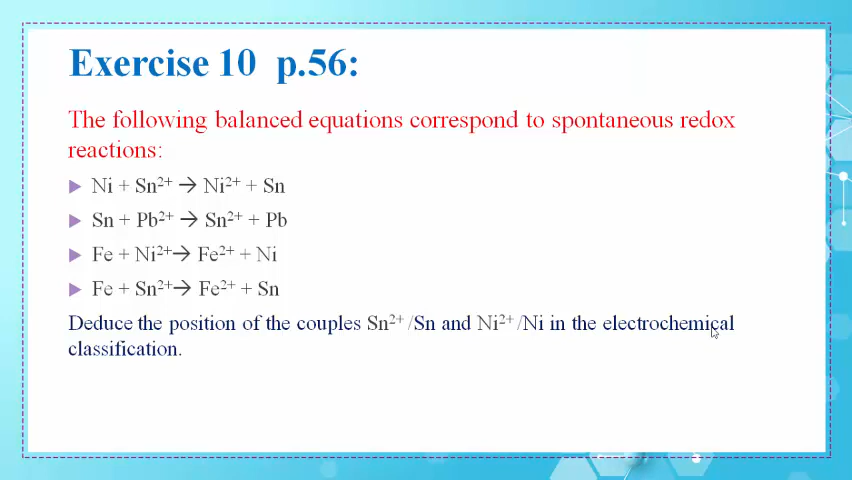 Exercise 10 p.56:
The following balanced equations correspond to spontaneous redox
reactions:
Ni + Sn²⁺ → Ni²⁺ + Sn
Sn + Pb²⁺ → Sn²⁺ + Pb
Fe + Ni²⁺→ Fe²⁺ + Ni
Fe + Sn²⁺→ Fe²⁺ + Sn
Deduce the position of the couples Sn²⁺ /Sn and Ni²⁺ /Ni in the electrochemical
classification.